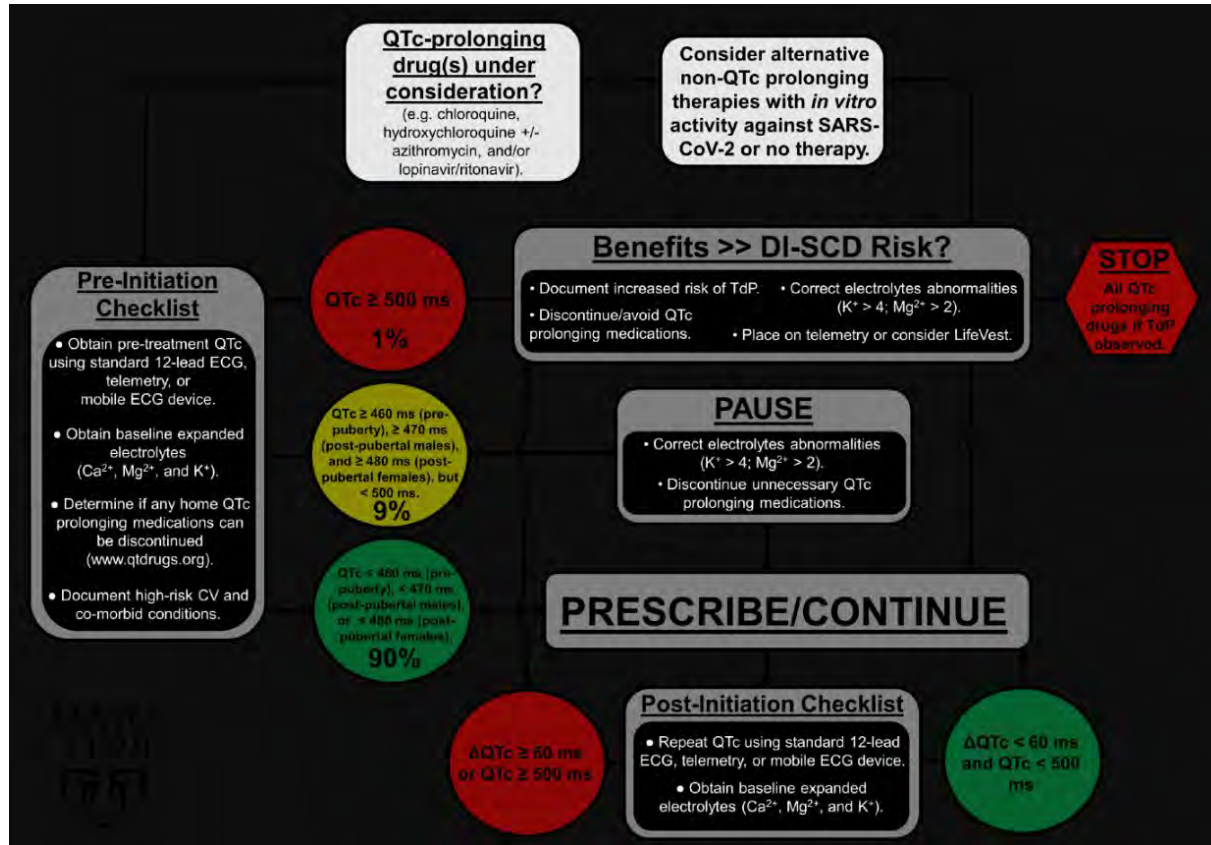 QTc-prolonging
drug(s) under
consideration?
(e.g. chloroquine,
hydroxychloroquine +/-
azithromycin, and/or
lopinavir/ritonavir).
Consider alternative
non-QTc prolonging
therapies with in vitro
activity against SARS-
CoV-2 or no therapy.
Pre-Initiation
Checklist
● Obtain pre-treatment QTc
using standard 12-lead ECG,
telemetry, or
mobile ECG device.
● Obtain baseline expanded
electrolytes
(Ca²⁺, Mg²⁺, and K⁺).
● Determine if any home QTc
prolonging medications can
be discontinued
(www.qtdrugs.org).
● Document high-risk CV and
co-morbid conditions.
QTc ≥ 500 ms
1%
QTc ≥ 460 ms (pre-
puberty), ≥ 470 ms
(post-pubertal males),
and ≥ 480 ms (post-
pubertal females), but
< 500 ms.
9%
QTc < 460 ms (pre-
puberty), < 470 ms
(post-pubertal males),
or < 480 ms (post-
pubertal females).
90%
Benefits >> DI-SCD Risk?
• Document increased risk of TdP.
• Discontinue/avoid QTc
prolonging medications.
• Correct electrolytes abnormalities
(K⁺ > 4; Mg²⁺ > 2).
• Place on telemetry or consider LifeVest.
STOP
All QTc
prolonging
drugs if TdP
observed.
PAUSE
• Correct electrolytes abnormalities
(K⁺ > 4; Mg²⁺ > 2).
• Discontinue unnecessary QTc
prolonging medications.
PRESCRIBE/CONTINUE
ΔQTc ≥ 60 ms
or QTc ≥ 500 ms
Post-Initiation Checklist
● Repeat QTc using standard 12-lead
ECG, telemetry, or mobile ECG device.
● Obtain baseline expanded
electrolytes (Ca²⁺, Mg²⁺, and K⁺).
ΔQTc < 60 ms
and QTc < 500
ms